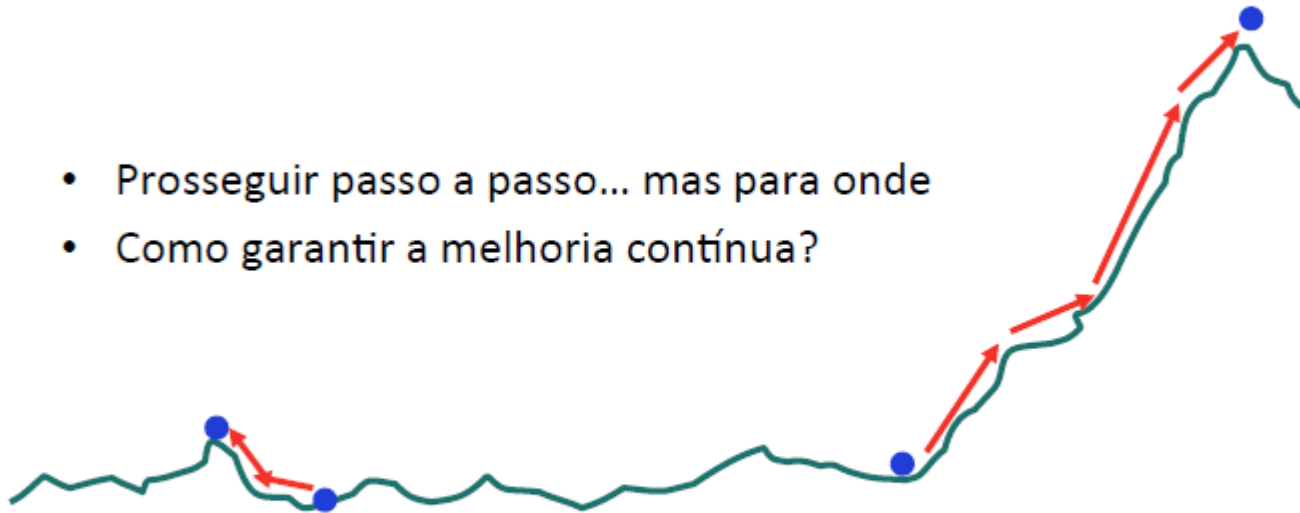 • Prosseguir passo a passo... mas para onde
• Como garantir a melhoria contínua?